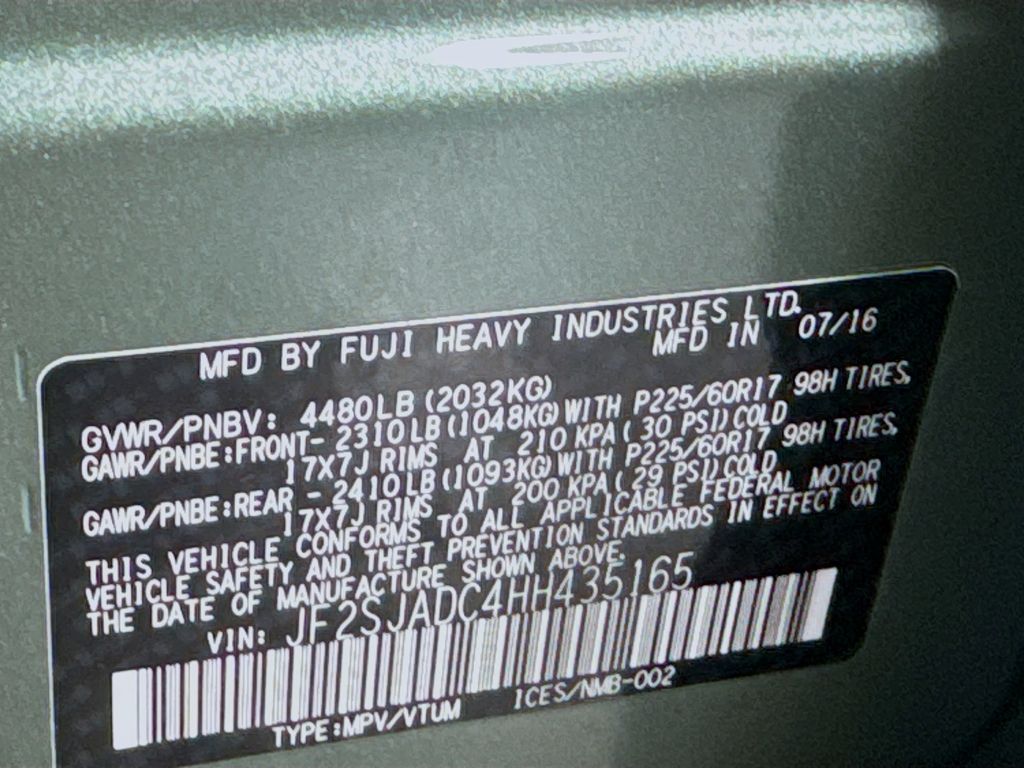 MFD BY FUJI HEAVY INDUSTRIES LTD.
MFD IN 07/16
GVWR/PNBV: 4480LB (2032KG)
GAWR/PNBE:FRONT- 2310LB(1048KG)WITH P225/60R17 98H TIRES,
17X7J RIMS AT 210 KPA ( 30 PSI)COLD
GAWR/PNBE:REAR - 2410LB(1093KG)WITH P225/60R17 98H TIRES,
17X7J RIMS AT 200 KPA ( 29 PSI)COLD
THIS VEHICLE CONFORMS TO ALL APPLICABLE FEDERAL MOTOR
VEHICLE SAFETY AND THEFT PREVENTION STANDARDS IN EFFECT ON
THE DATE OF MANUFACTURE SHOWN ABOVE.
VIN: JF2SJADC4HH435165
TYPE:MPV/VTUM ICES/NMB-002